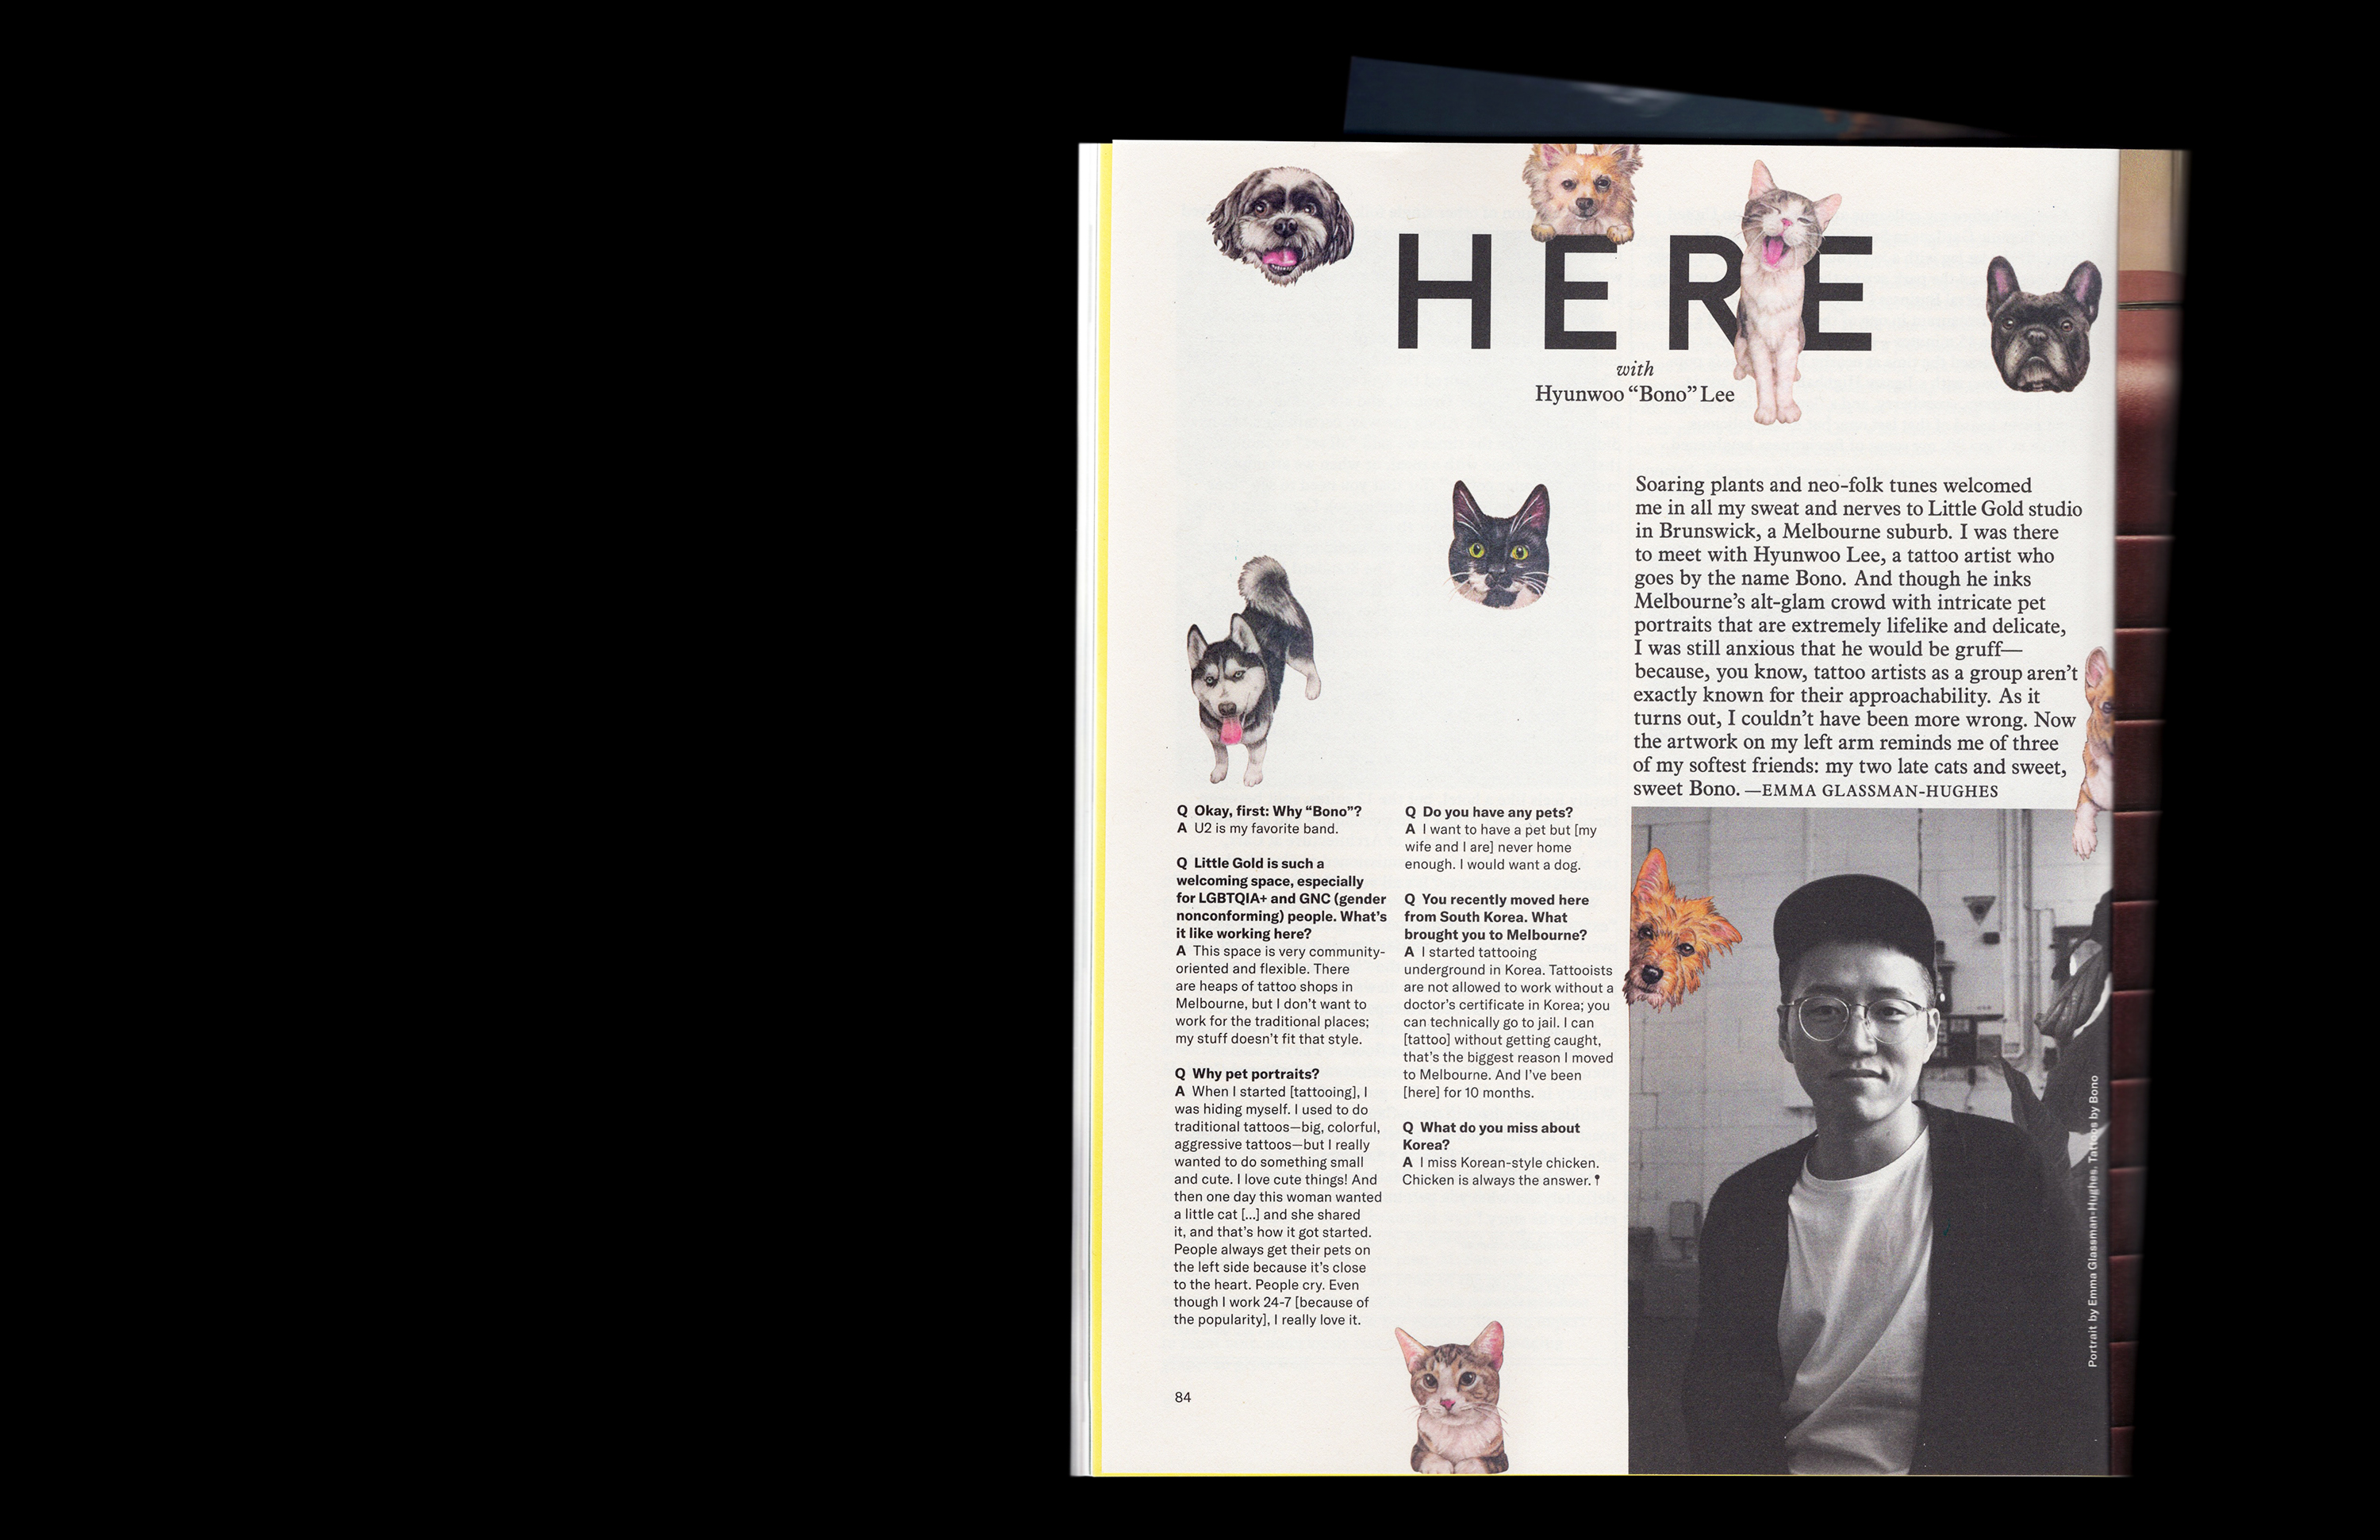 HERE
with
Hyunwoo “Bono” Lee
Soaring plants and neo-folk tunes welcomed
me in all my sweat and nerves to Little Gold studio
in Brunswick, a Melbourne suburb. I was there
to meet with Hyunwoo Lee, a tattoo artist who
goes by the name Bono. And though he inks
Melbourne’s alt-glam crowd with intricate pet
portraits that are extremely lifelike and delicate,
I was still anxious that he would be gruff—
because, you know, tattoo artists as a group aren’t
exactly known for their approachability. As it
turns out, I couldn’t have been more wrong. Now
the artwork on my left arm reminds me of three
of my softest friends: my two late cats and sweet,
sweet Bono. —EMMA GLASSMAN-HUGHES
Q Okay, first: Why “Bono”?
A U2 is my favorite band.
Q Little Gold is such a
welcoming space, especially
for LGBTQIA+ and GNC (gender
nonconforming) people. What’s
it like working here?
A This space is very community-
oriented and flexible. There
are heaps of tattoo shops in
Melbourne, but I don’t want to
work for the traditional places;
my stuff doesn’t fit that style.
Q Why pet portraits?
A When I started [tattooing], I
was hiding myself. I used to do
traditional tattoos—big, colorful,
aggressive tattoos—but I really
wanted to do something small
and cute. I love cute things! And
then one day this woman wanted
a little cat [...] and she shared
it, and that’s how it got started.
People always get their pets on
the left side because it’s close
to the heart. People cry. Even
though I work 24-7 [because of
the popularity], I really love it.
Q Do you have any pets?
A I want to have a pet but [my
wife and I are] never home
enough. I would want a dog.
Q You recently moved here
from South Korea. What
brought you to Melbourne?
A I started tattooing
underground in Korea. Tattooists
are not allowed to work without a
doctor’s certificate in Korea; you
can technically go to jail. I can
[tattoo] without getting caught,
that’s the biggest reason I moved
to Melbourne. And I’ve been
[here] for 10 months.
Q What do you miss about
Korea?
A I miss Korean-style chicken.
Chicken is always the answer.
Portrait by Emma Glassman-Hughes. Tattoos by Bono
84